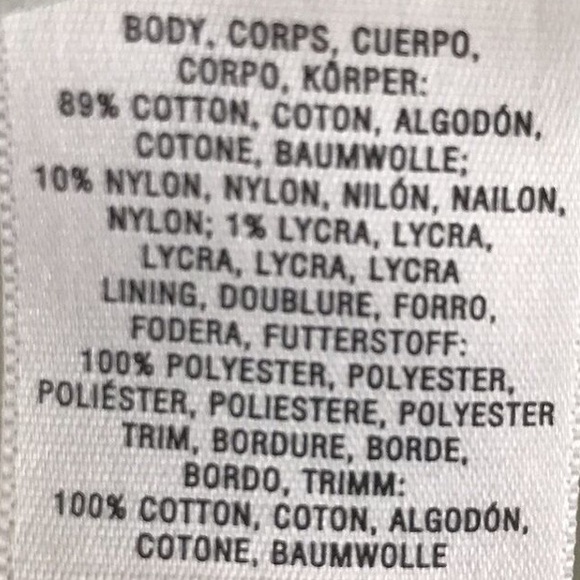 BODY, CORPS, CUERPO,
CORPO, KÖRPER:
89% COTTON, COTON, ALGODÓN,
COTONE, BAUMWOLLE;
10% NYLON, NYLON, NILÓN, NAILON,
NYLON; 1% LYCRA, LYCRA,
LYCRA, LYCRA, LYCRA
LINING, DOUBLURE, FORRO,
FODERA, FUTTERSTOFF:
100% POLYESTER, POLYESTER,
POLIÉSTER, POLIESTERE, POLYESTER
TRIM, BORDURE, BORDE,
BORDO, TRIMM:
100% COTTON, COTON, ALGODÓN,
COTONE, BAUMWOLLE